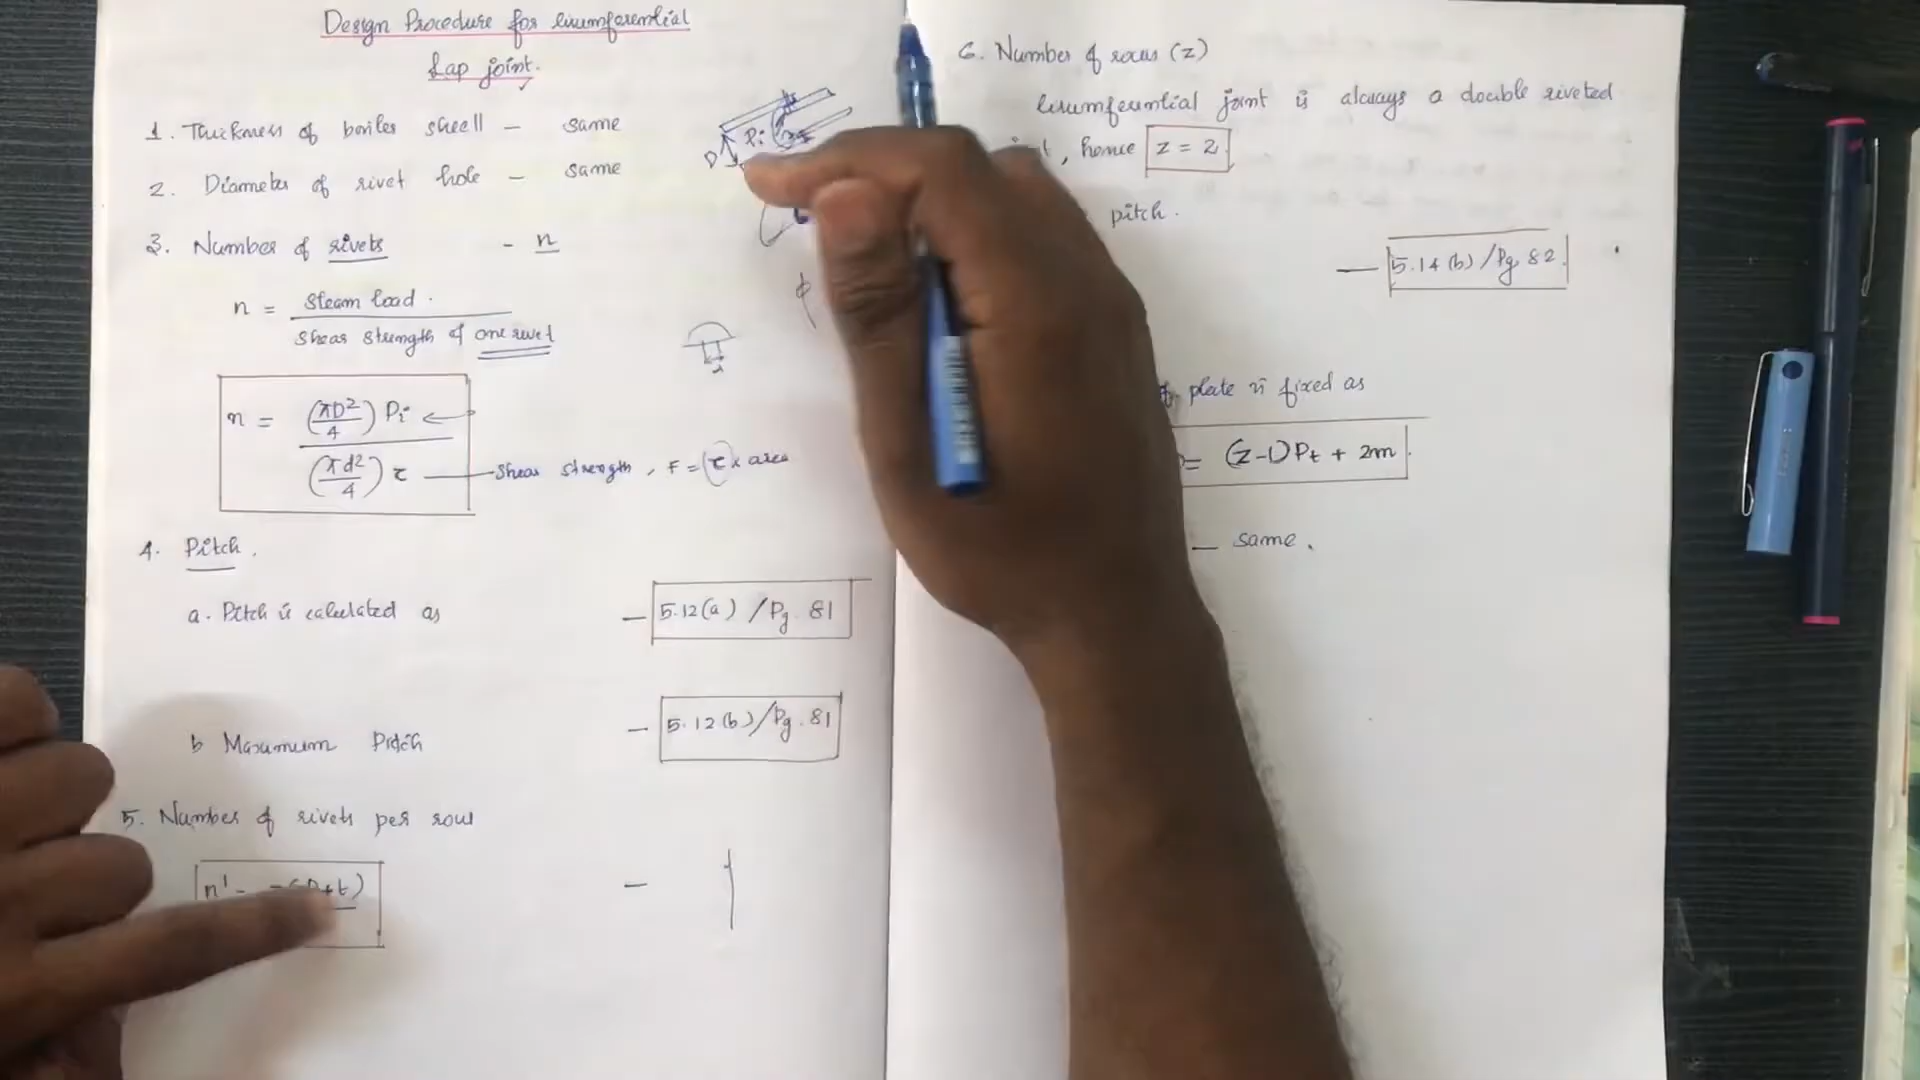 Design Procedure for circumferential
Lap joint.
1. Thickness of boiler shell - same
2. Diameter of rivet hole - same
3. Number of rivets - n
n = Steam load.
Shear strength of one rivet
n = (πD²/4) Pi
(πd²/4) τ — Shear strength, F = (τ × area
4. Pitch.
a. Pitch is calculated as — 5.12(a) / Pg. 81
b Maximum Pitch — 5.12(b)/Pg. 81
5. Number of rivets per row
n' = t)
D Pi
6. Number of rows (z)
circumferential joint is always a double riveted
, hence z = 2
pitch.
— 5.14(b)/Pg 82.
of plate is fixed as
= (z-1)Pt + 2m
— same.